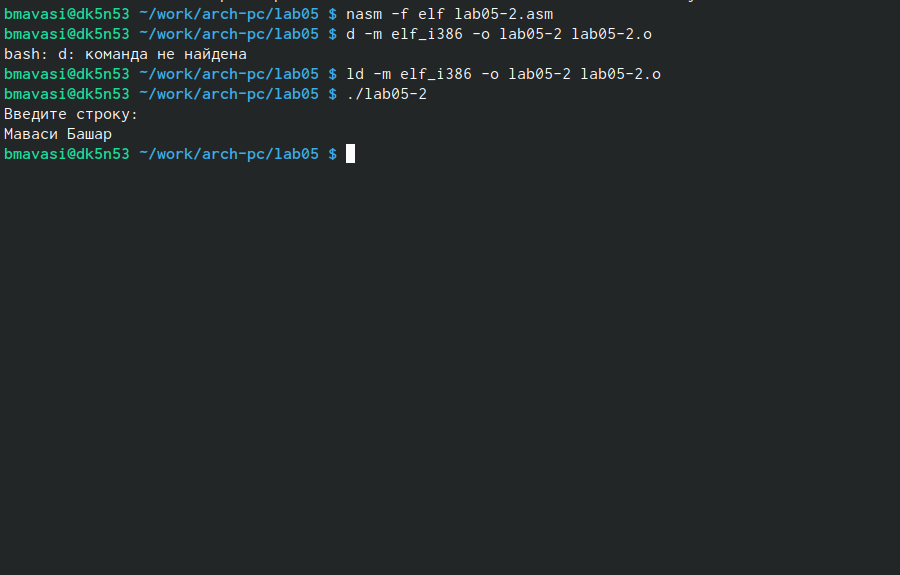 bmavasi@dk5n53 ~/work/arch-pc/lab05 $ nasm -f elf lab05-2.asm
bmavasi@dk5n53 ~/work/arch-pc/lab05 $ d -m elf_i386 -o lab05-2 lab05-2.o
bash: d: команда не найдена
bmavasi@dk5n53 ~/work/arch-pc/lab05 $ ld -m elf_i386 -o lab05-2 lab05-2.o
bmavasi@dk5n53 ~/work/arch-pc/lab05 $ ./lab05-2
Введите строку:
Маваси Башар
bmavasi@dk5n53 ~/work/arch-pc/lab05 $